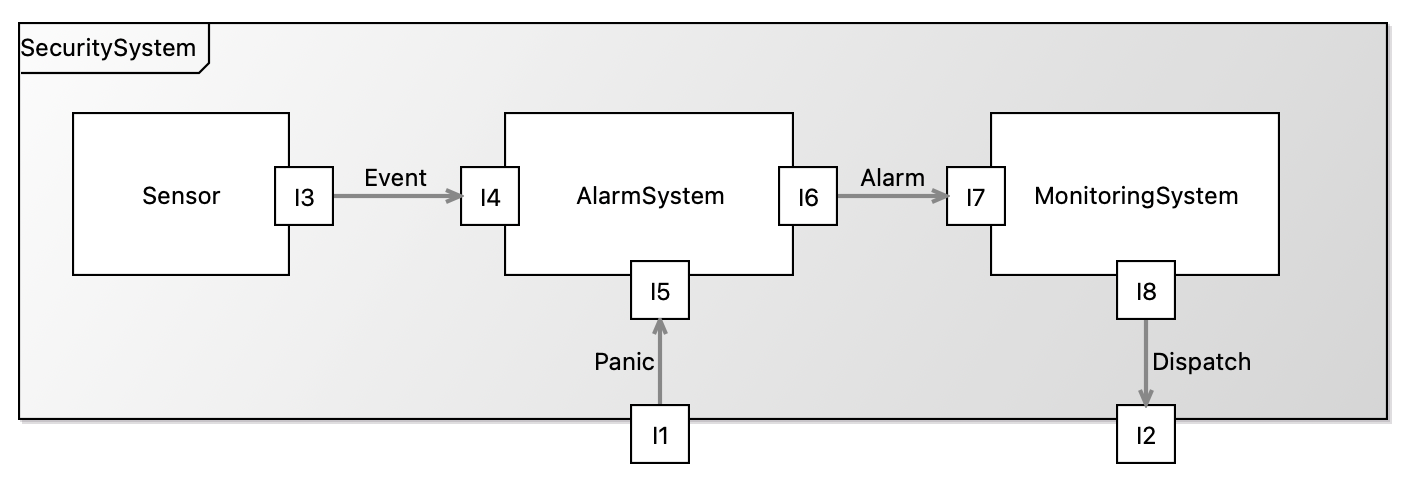 SecuritySystem
Sensor
I3
Event
I4
AlarmSystem
I6
Alarm
I7
MonitoringSystem
I5
I8
Panic
Dispatch
I1
I2